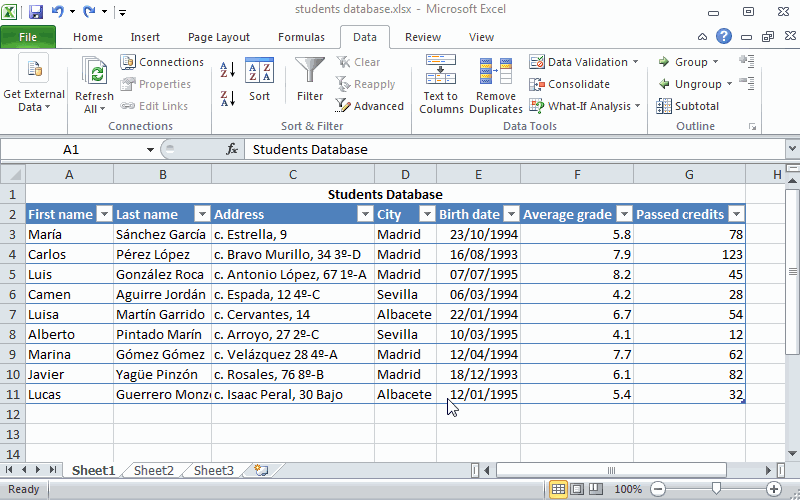 students database.xlsx - Microsoft Excel
File Home Insert Page Layout Formulas Data Review View
Get External Data
Refresh All
Connections
Properties
Edit Links
Connections
Sort
Filter
Clear
Reapply
Advanced
Sort & Filter
Text to Columns
Remove Duplicates
Data Validation
Consolidate
What-If Analysis
Data Tools
Group
Ungroup
Subtotal
Outline
A1 fx Students Database
A B C D E F G H
1 Students Database
2 First name Last name Address City Birth date Average grade Passed credits
3 María Sánchez García c. Estrella, 9 Madrid 23/10/1994 5.8 78
4 Carlos Pérez López c. Bravo Murillo, 34 3º-D Madrid 16/08/1993 7.9 123
5 Luis González Roca c. Antonio López, 67 1º-A Madrid 07/07/1995 8.2 45
6 Camen Aguirre Jordán c. Espada, 12 4º-C Sevilla 06/03/1994 4.2 28
7 Luisa Martín Garrido c. Cervantes, 14 Albacete 22/01/1994 6.7 54
8 Alberto Pintado Marín c. Arroyo, 27 2º-C Sevilla 10/03/1995 4.1 12
9 Marina Gómez Gómez c. Velázquez 28 4º-A Madrid 12/04/1994 7.7 62
10 Javier Yagüe Pinzón c. Rosales, 76 8º-B Madrid 18/12/1993 6.1 82
11 Lucas Guerrero Monz c. Isaac Peral, 30 Bajo Albacete 12/01/1995 5.4 32
12
13
14
Sheet1 Sheet2 Sheet3
Ready 100%